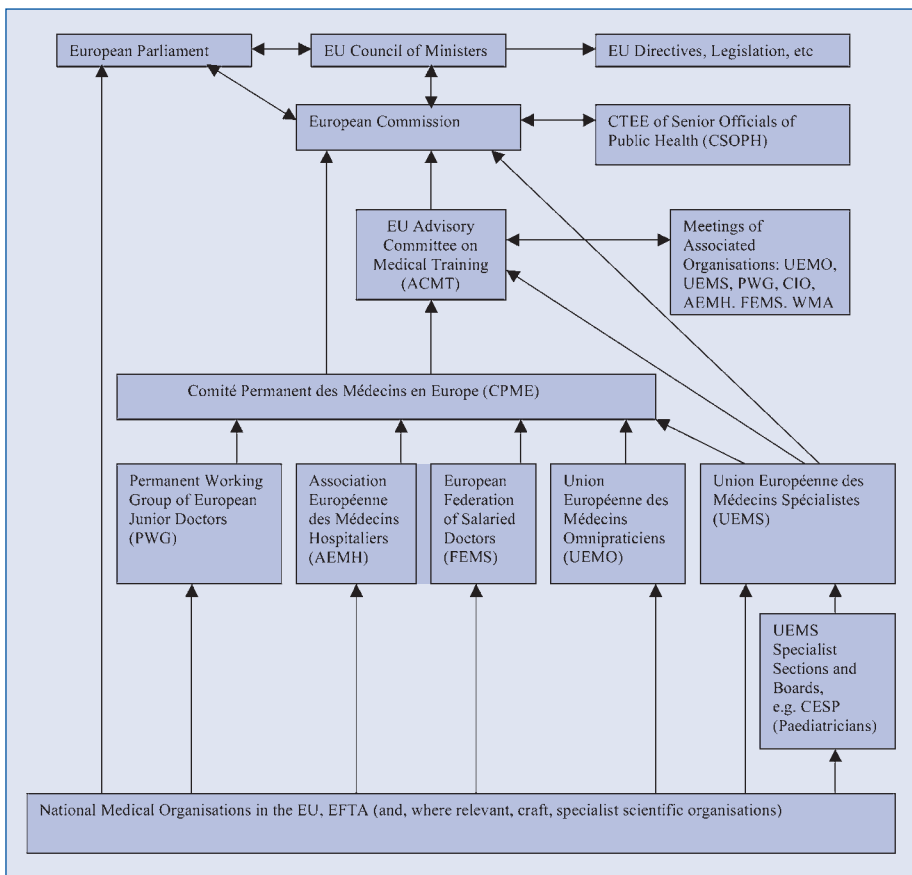 European Parliament
EU Council of Ministers
EU Directives, Legislation, etc
European Commission
CTEE of Senior Officials of
Public Health (CSOPH)
EU Advisory
Committee on
Medical Training
(ACMT)
Meetings of
Associated
Organisations: UEMO,
UEMS, PWG, CIO,
AEMH. FEMS. WMA
Comité Permanent des Médecins en Europe (CPME)
Permanent Working
Group of European
Junior Doctors
(PWG)
Association
Européenne
des Médecins
Hospitaliers
(AEMH)
European
Federation
of Salaried
Doctors
(FEMS)
Union
Européenne des
Médecins
Omnipraticiens
(UEMO)
Union Européenne des
Médecins Spécialistes
(UEMS)
UEMS
Specialist
Sections and
Boards,
e.g. CESP
(Paediatricians)
National Medical Organisations in the EU, EFTA (and, where relevant, craft, specialist scientific organisations)